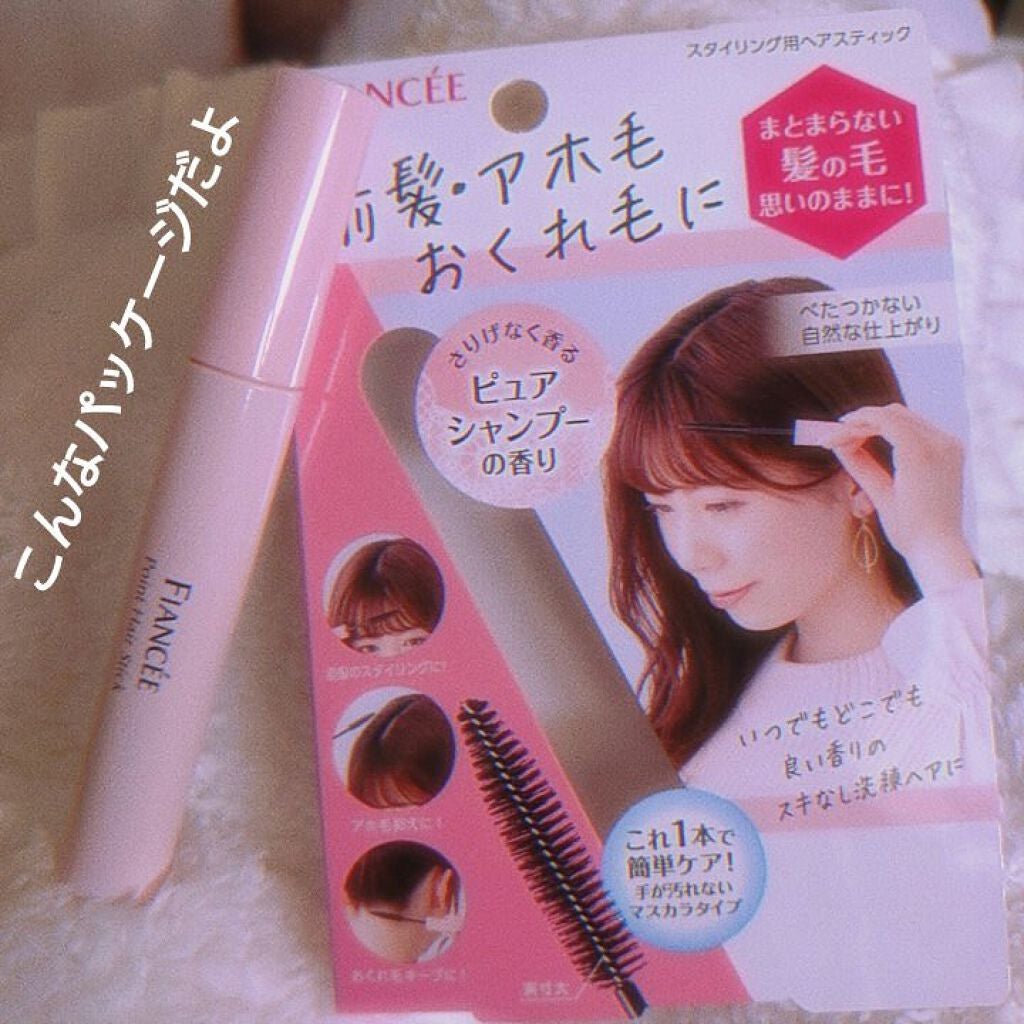 こんなパッケージだよ
FIANCÉE
Point Hair Stick
NCÉE
スタイリング用ヘアスティック
まとまらない
髪の毛
思いのままに!
前髪・アホ毛
おくれ毛に
べたつかない
自然な仕上がり
さりげなく香る
ピュア
シャンプー
の香り
前髪のスタイリングに!
アホ毛抑えに!
おくれ毛キープに!
いつでもどこでも
良い香りの
スキなし洗練ヘアに
これ1本で
簡単ケア!
手が汚れない
マスカラタイプ
実寸大